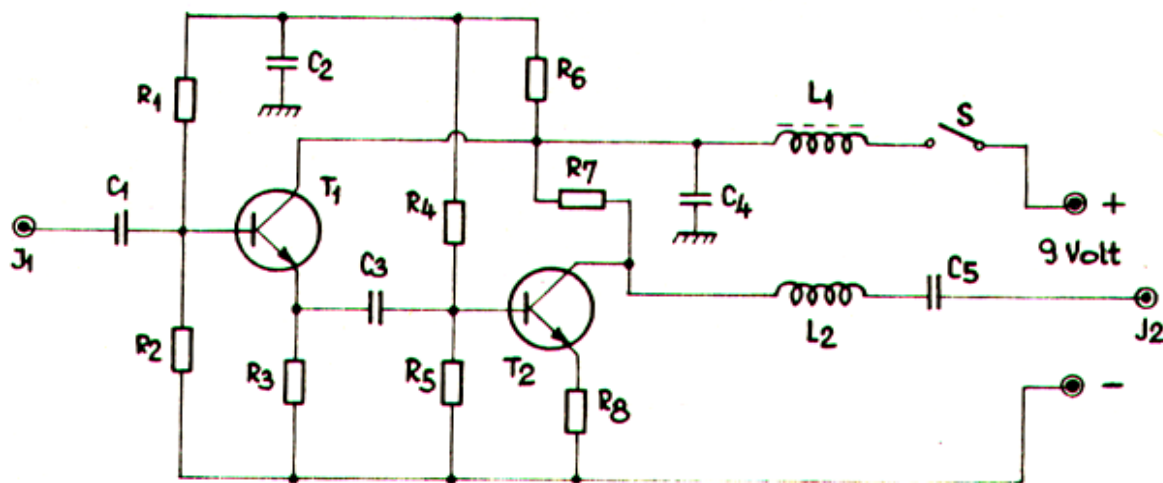 C2
R6
L1
S
R1
C1
T1
R4
R7
C4
+
9 Volt
J1
C3
C5
R2
R3
R5
T2
R8
L2
J2
-